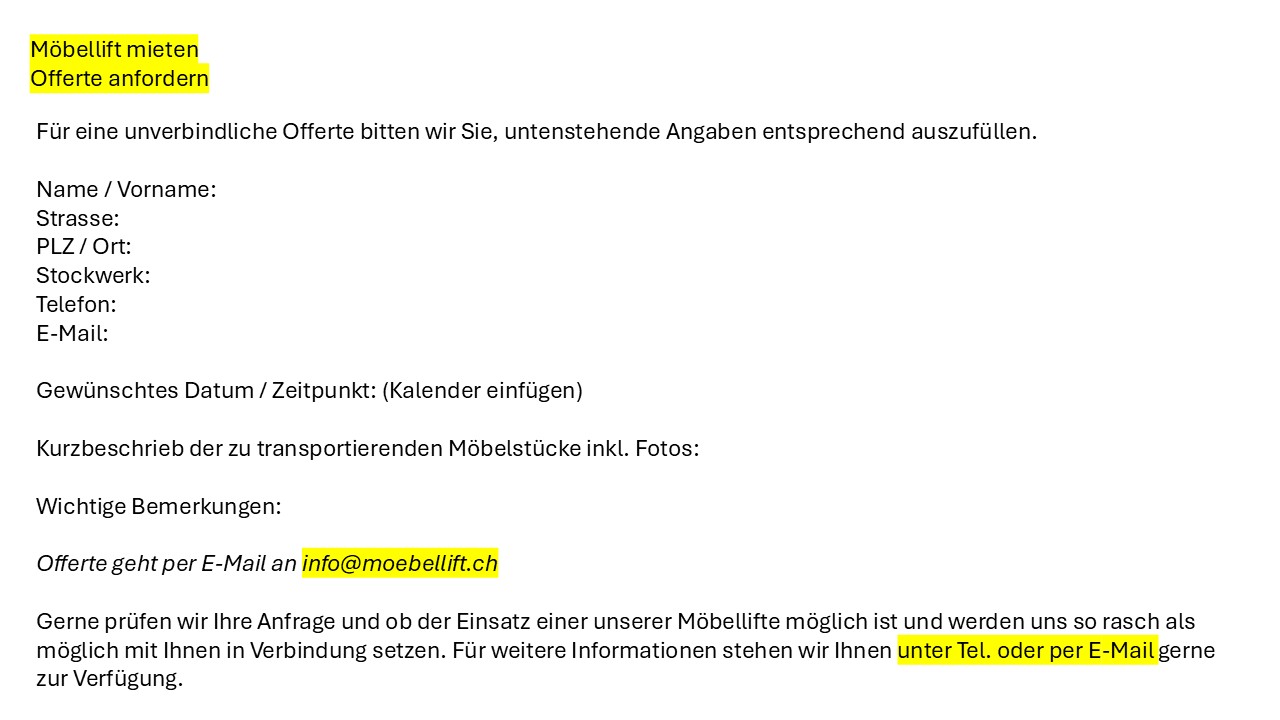 Möbellift mieten
Offerte anfordern
Für eine unverbindliche Offerte bitten wir Sie, untenstehende Angaben entsprechend auszufüllen.
Name / Vorname:
Strasse:
PLZ / Ort:
Stockwerk:
Telefon:
E-Mail:
Gewünschtes Datum / Zeitpunkt: (Kalender einfügen)
Kurzbeschrieb der zu transportierenden Möbelstücke inkl. Fotos:
Wichtige Bemerkungen:
Offerte geht per E-Mail an info@moebellift.ch
Gerne prüfen wir Ihre Anfrage und ob der Einsatz einer unserer Möbellifte möglich ist und werden uns so rasch als
möglich mit Ihnen in Verbindung setzen. Für weitere Informationen stehen wir Ihnen unter Tel. oder per E-Mail gerne
zur Verfügung.